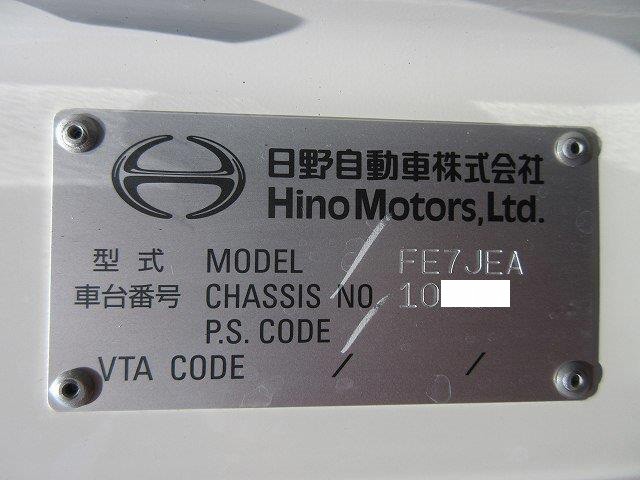 日野自動車株式会社
Hino Motors, Ltd.
型式 MODEL FE7JEA
車台番号 CHASSIS NO. 10
P.S. CODE
VTA CODE / /